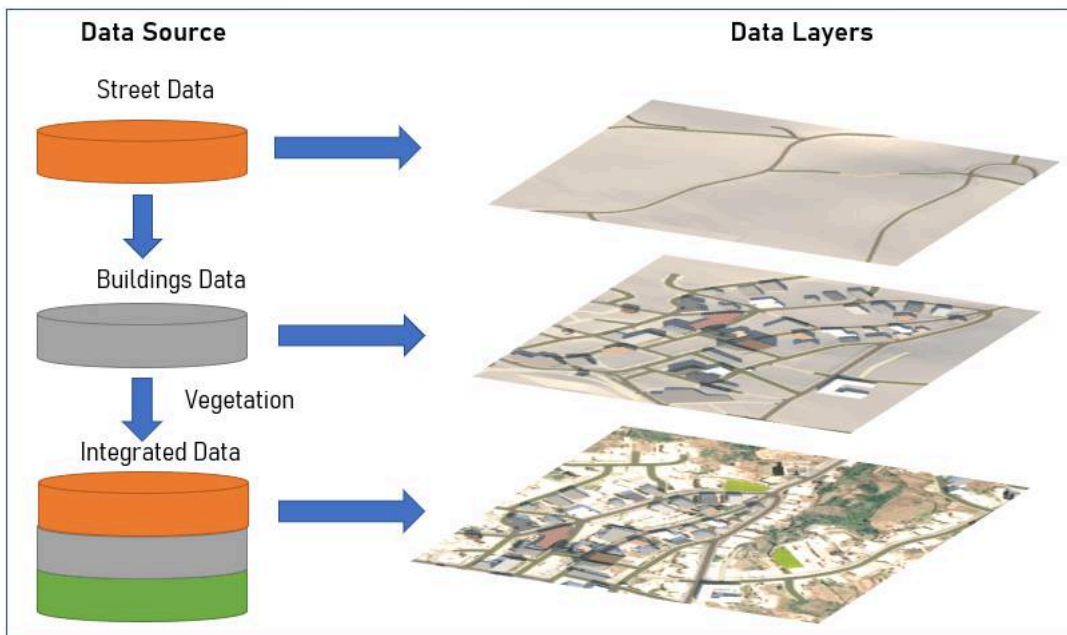 Data Source
Data Layers
Street Data
Buildings Data
Vegetation
Integrated Data